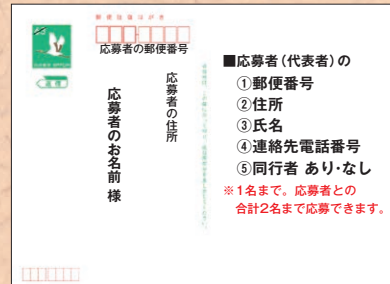 郵便往復はがき
応募者の郵便番号
返信
応募者の住所
応募者のお名前 様
■応募者(代表者)の
①郵便番号
②住所
③氏名
④連絡先電話番号
⑤同行者 あり・なし
※1名まで。応募者との
合計2名まで応募できます。